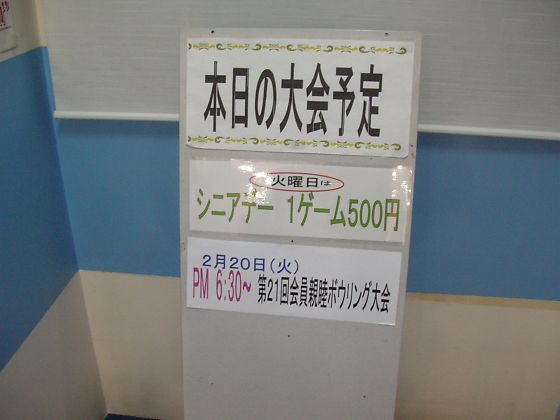 本日の大会予定
火曜日は
シニアデー 1ゲーム500円
2月20日(火)
PM 6:30～ 第21回会員親睦ボウリング大会